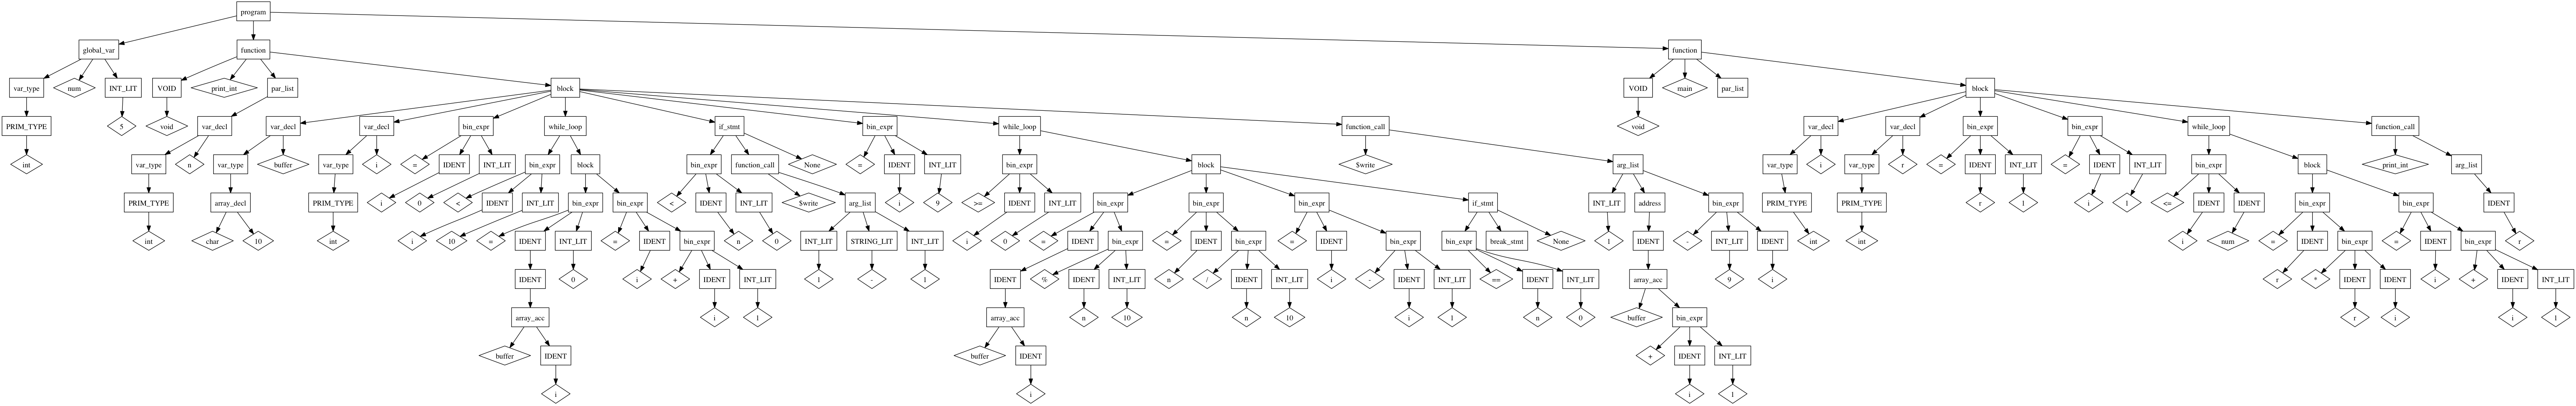 program
global_var function function
var_type num INT_LIT VOID print_int par_list block VOID main par_list block
PRIM_TYPE 5 void var_decl var_decl var_decl bin_expr while_loop if_stmt bin_expr while_loop function_call void var_decl var_decl bin_expr bin_expr while_loop function_call
int var_type n var_type buffer var_type i = IDENT INT_LIT bin_expr block bin_expr function_call None = IDENT INT_LIT bin_expr block $write arg_list var_type i var_type r = IDENT INT_LIT = IDENT INT_LIT bin_expr block print_int arg_list
PRIM_TYPE array_decl PRIM_TYPE i 0 < IDENT INT_LIT bin_expr bin_expr < IDENT INT_LIT $write arg_list i 9 >= IDENT INT_LIT bin_expr bin_expr bin_expr if_stmt INT_LIT address bin_expr PRIM_TYPE PRIM_TYPE r 1 i 1 <= IDENT IDENT bin_expr bin_expr IDENT
int char 10 int i 10 = IDENT INT_LIT = IDENT bin_expr n 0 INT_LIT STRING_LIT INT_LIT i 0 = IDENT bin_expr = IDENT bin_expr = IDENT bin_expr bin_expr break_stmt None 1 IDENT - INT_LIT IDENT int int i num = IDENT bin_expr = IDENT bin_expr r
IDENT 0 i + IDENT INT_LIT 1 - 1 IDENT % IDENT INT_LIT n / IDENT INT_LIT i - IDENT INT_LIT == IDENT INT_LIT array_acc 9 i r * IDENT IDENT i + IDENT INT_LIT
array_acc i 1 array_acc n 10 n 10 i 1 n 0 buffer bin_expr r i i 1
buffer IDENT buffer IDENT + IDENT INT_LIT
i i i 1